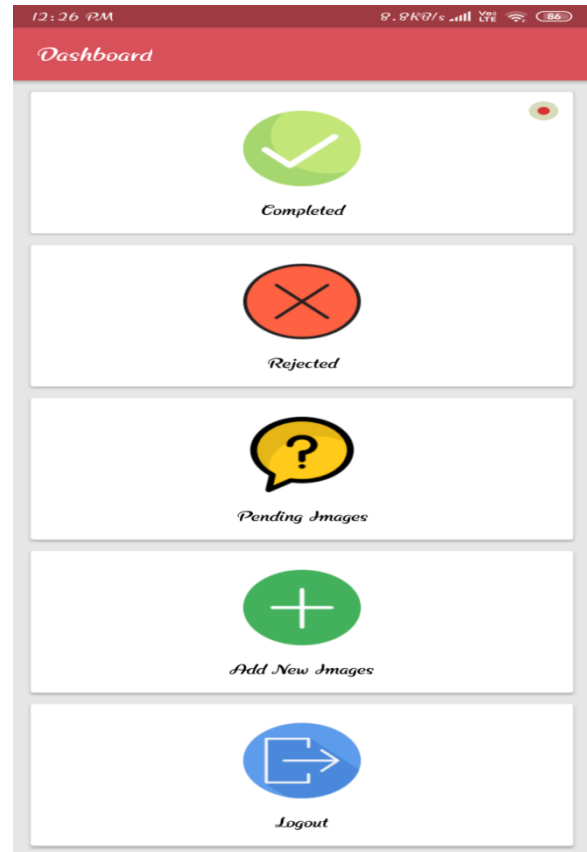 12:26 PM 8.8KB/s Vo LTE 86
Dashboard
Completed
Rejected
?
Pending Images
Add New Images
Logout